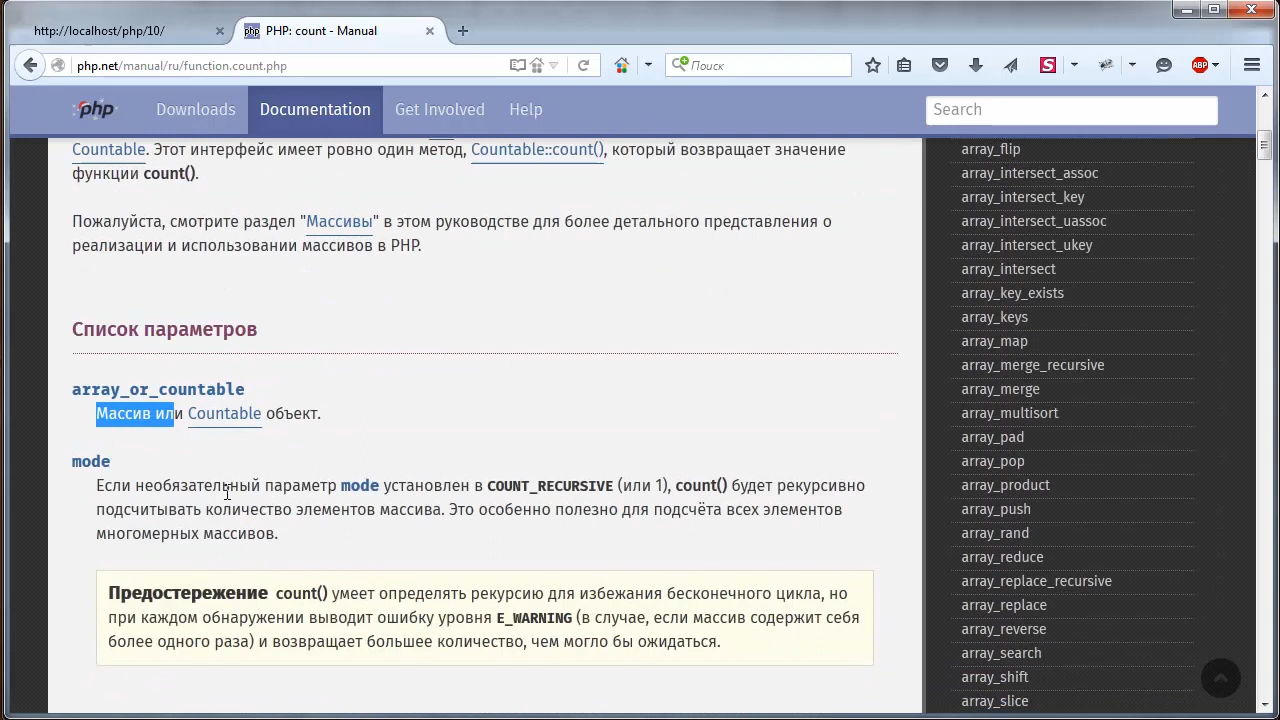 http://localhost/php/10/
php PHP: count - Manual
php.net/manual/ru/function.count.php
Поиск
S
ABP
php
Downloads
Documentation
Get Involved
Help
Search
Countable. Этот интерфейс имеет ровно один метод, Countable::count(), который возвращает значение
функции count().
Пожалуйста, смотрите раздел "Массивы" в этом руководстве для более детального представления о
реализации и использовании массивов в PHP.
Список параметров
array_or_countable
Массив или Countable объект.
mode
Если необязательный параметр mode установлен в COUNT_RECURSIVE (или 1), count() будет рекурсивно
подсчитывать количество элементов массива. Это особенно полезно для подсчёта всех элементов
многомерных массивов.
Предостережение count() умеет определять рекурсию для избежания бесконечного цикла, но
при каждом обнаружении выводит ошибку уровня E_WARNING (в случае, если массив содержит себя
более одного раза) и возвращает большее количество, чем могло бы ожидаться.
array_flip
array_intersect_assoc
array_intersect_key
array_intersect_uassoc
array_intersect_ukey
array_intersect
array_key_exists
array_keys
array_map
array_merge_recursive
array_merge
array_multisort
array_pad
array_pop
array_product
array_push
array_rand
array_reduce
array_replace_recursive
array_replace
array_reverse
array_search
array_shift
array_slice